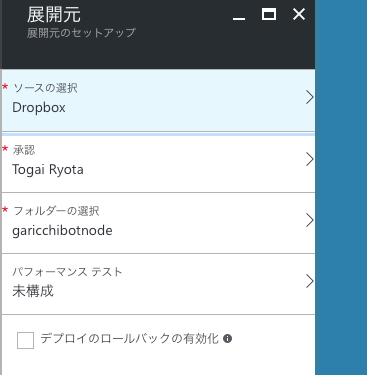 展開元
展開元のセットアップ
* ソースの選択
Dropbox
* 承認
Togai Ryota
* フォルダーの選択
garicchibotnode
パフォーマンス テスト
未構成
デプロイのロールバックの有効化